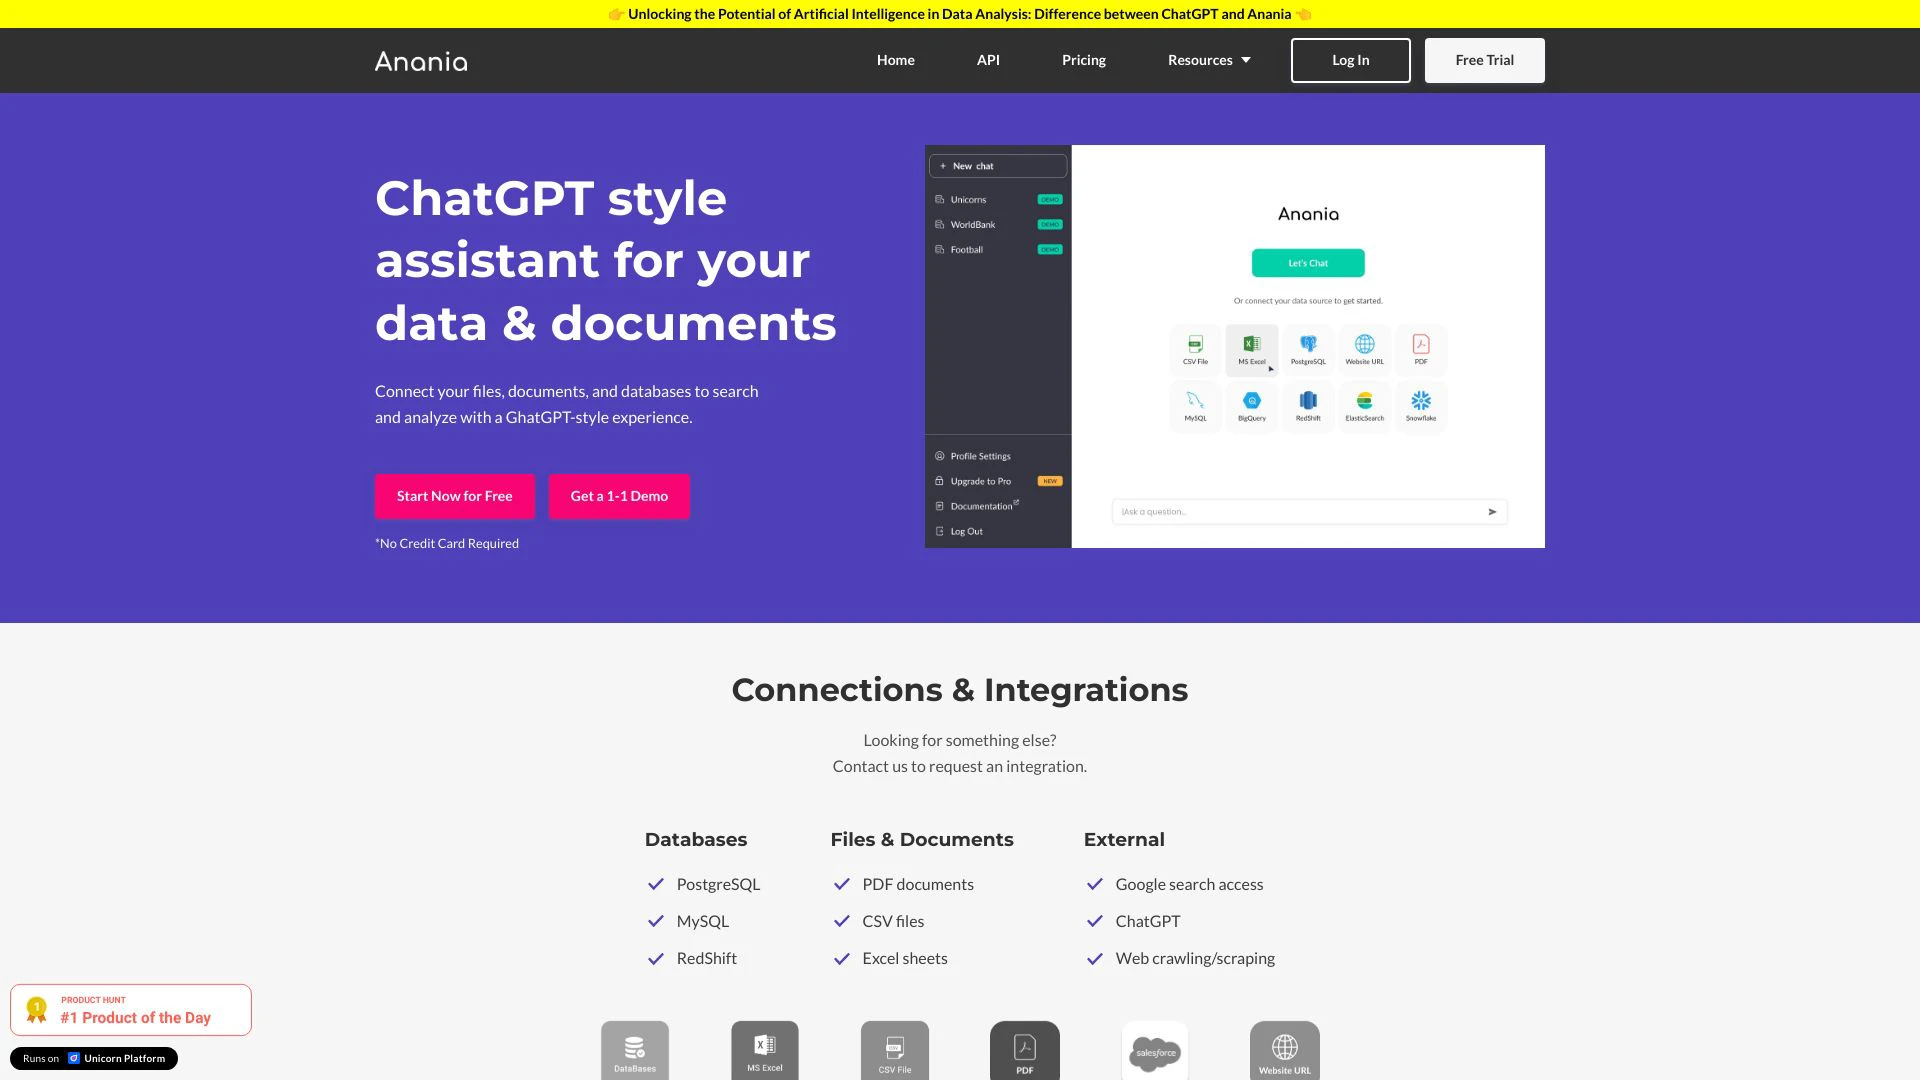 👉 Unlocking the Potential of Artificial Intelligence in Data Analysis: Difference between ChatGPT and Anania 👈
Anania
Home
API
Pricing
Resources
Log In
Free Trial
ChatGPT style
assistant for your
data & documents
Connect your files, documents, and databases to search
and analyze with a GhatGPT-style experience.
Start Now for Free
Get a 1-1 Demo
*No Credit Card Required
+ New chat
Unicorns DEMO
WorldBank DEMO
Football DEMO
Profile Settings
Upgrade to Pro NEW
Documentation
Log Out
Anania
Let's Chat
Or connect your data source to get started.
CSV File
MS Excel
PostgreSQL
Website URL
PDF
MySQL
BigQuery
RedShift
ElasticSearch
Snowflake
Ask a question...
Connections & Integrations
Looking for something else?
Contact us to request an integration.
Databases
PostgreSQL
MySQL
RedShift
Files & Documents
PDF documents
CSV files
Excel sheets
External
Google search access
ChatGPT
Web crawling/scraping
DataBases
MS Excel
CSV File
PDF
salesforce
Website URL
1
PRODUCT HUNT
#1 Product of the Day
Runs on Unicorn Platform